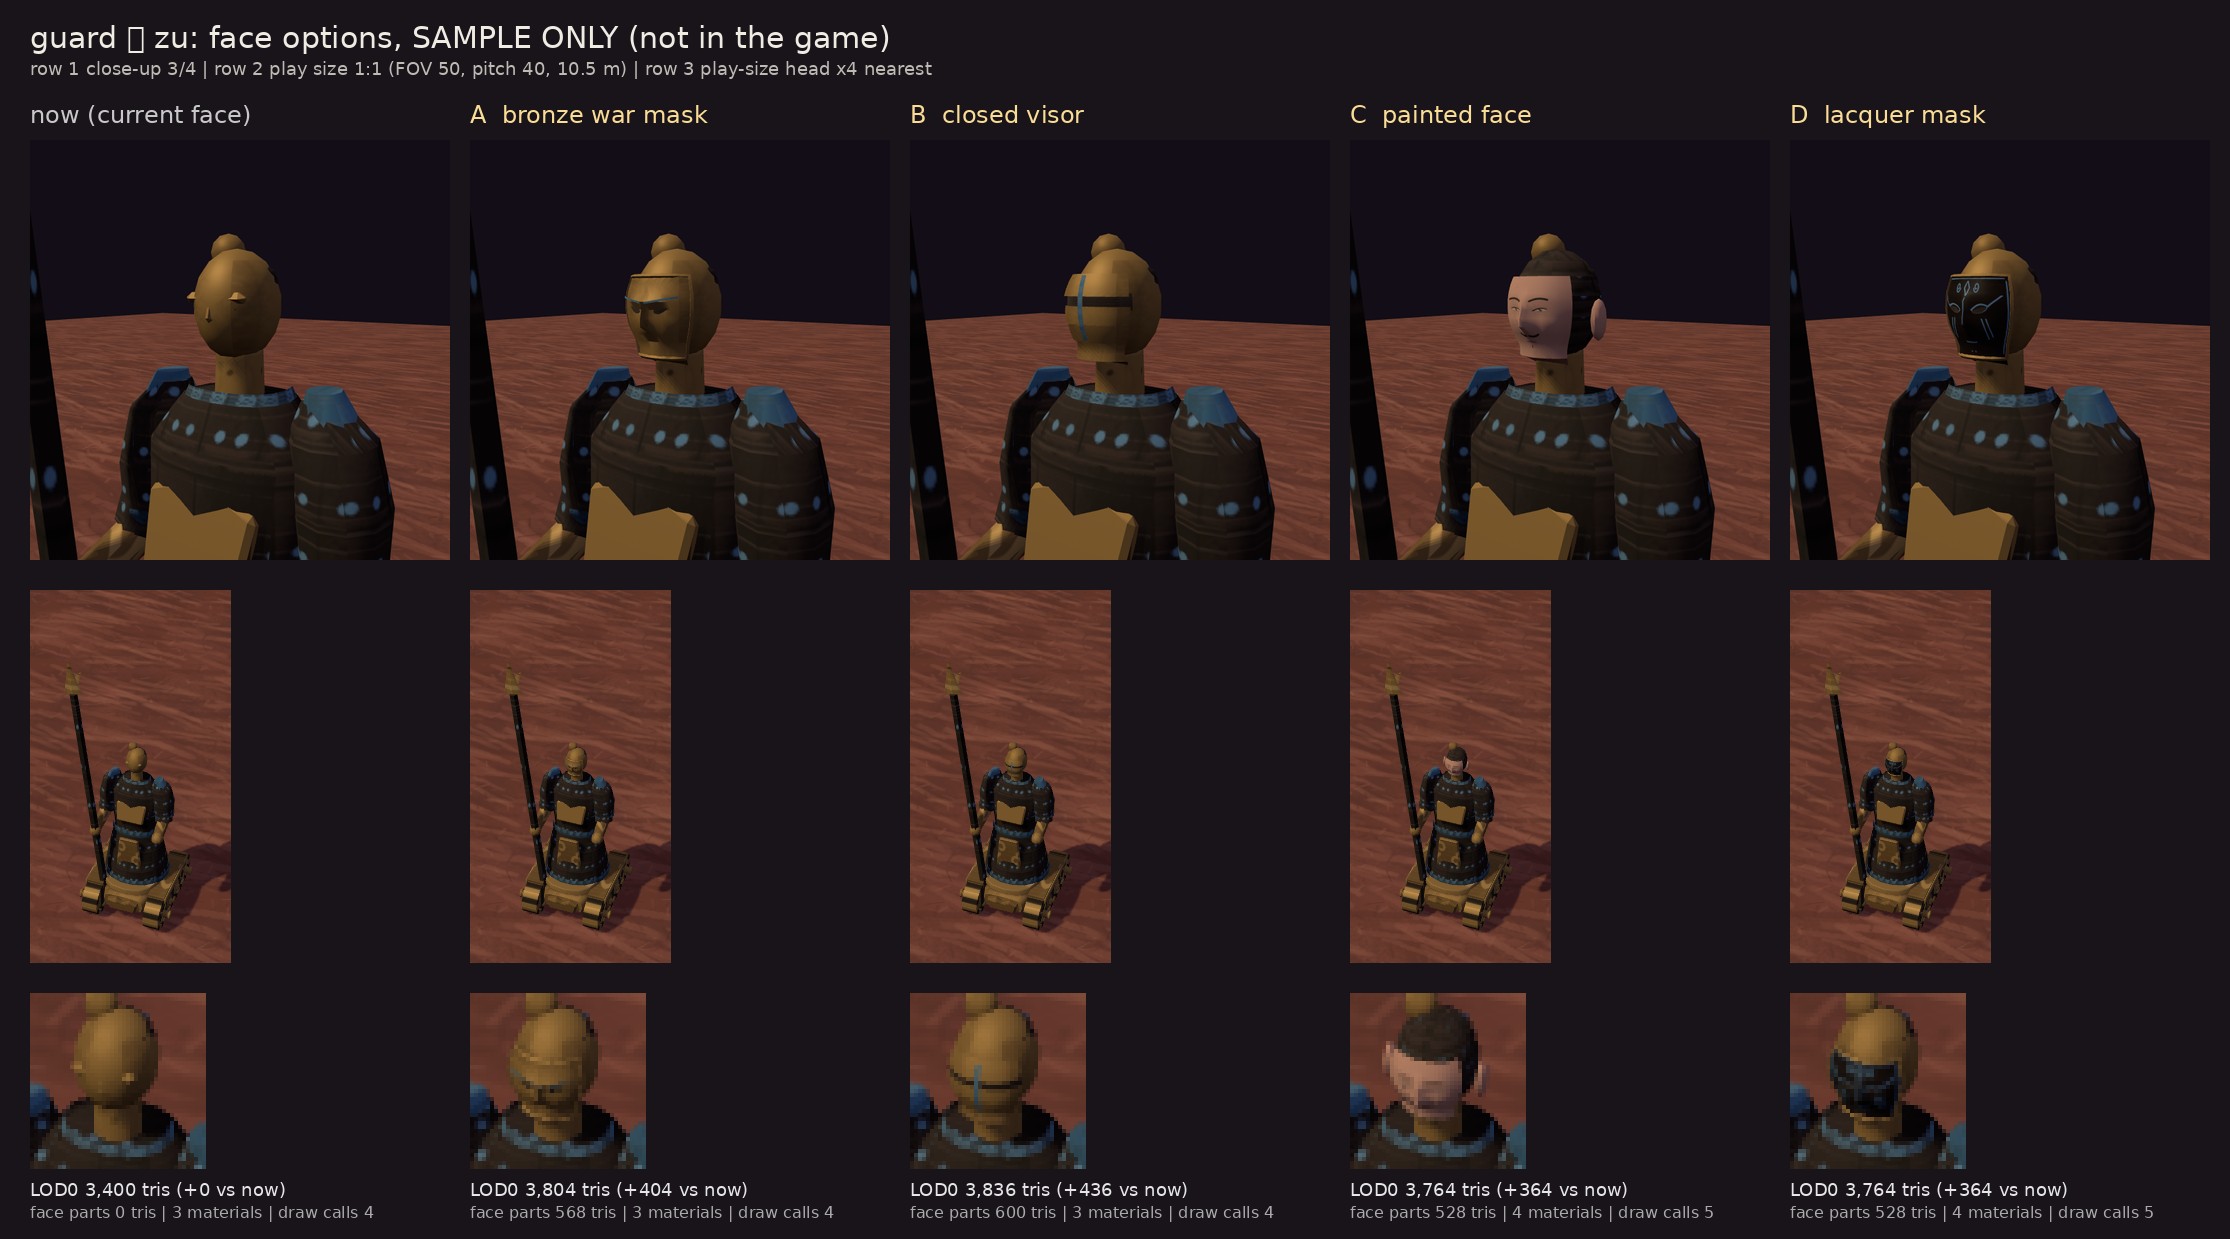 guard zu: face options, SAMPLE ONLY (not in the game)
row 1 close-up 3/4 | row 2 play size 1:1 (FOV 50, pitch 40, 10.5 m) | row 3 play-size head x4 nearest
now (current face)
A bronze war mask
B closed visor
C painted face
D lacquer mask
LOD0 3,400 tris (+0 vs now)
face parts 0 tris | 3 materials | draw calls 4
LOD0 3,804 tris (+404 vs now)
face parts 568 tris | 3 materials | draw calls 4
LOD0 3,836 tris (+436 vs now)
face parts 600 tris | 3 materials | draw calls 4
LOD0 3,764 tris (+364 vs now)
face parts 528 tris | 4 materials | draw calls 5
LOD0 3,764 tris (+364 vs now)
face parts 528 tris | 4 materials | draw calls 5